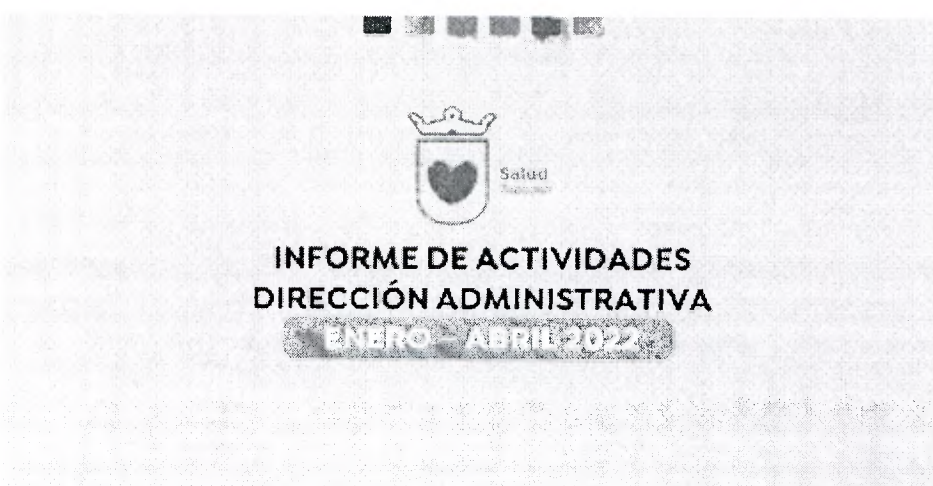 Salud
INFORME DE ACTIVIDADES
DIRECCIÓN ADMINISTRATIVA
ENERO – ABRIL 2022